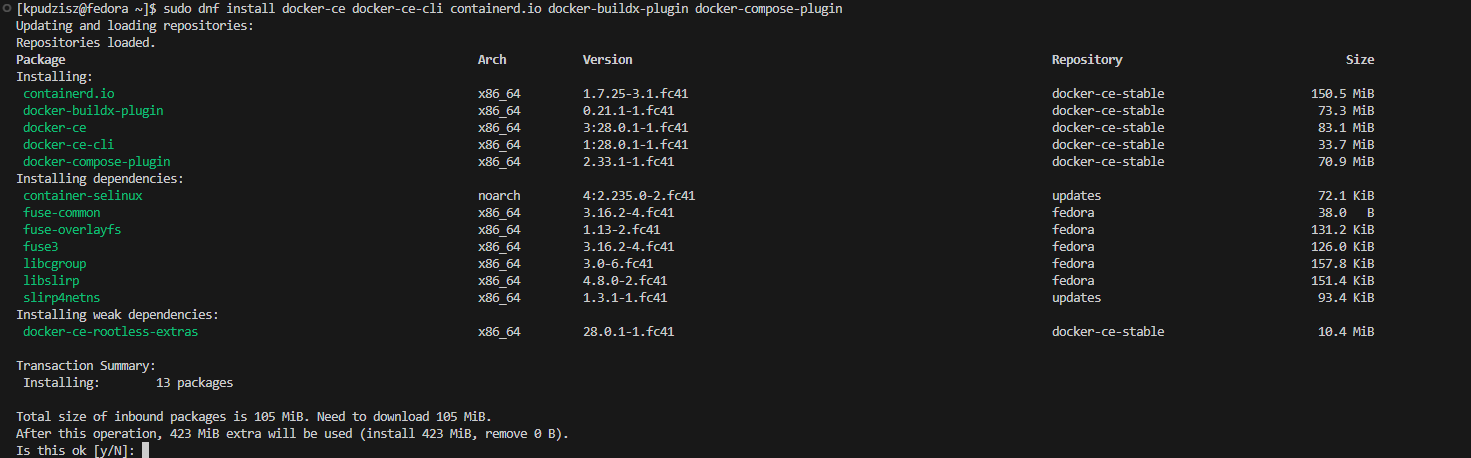 [kpudzisz@fedora ~]$ sudo dnf install docker-ce docker-ce-cli containerd.io docker-buildx-plugin docker-compose-plugin
Updating and loading repositories:
Repositories loaded.
Package Arch Version Repository Size
Installing:
containerd.io x86_64 1.7.25-3.1.fc41 docker-ce-stable 150.5 MiB
docker-buildx-plugin x86_64 0.21.1-1.fc41 docker-ce-stable 73.3 MiB
docker-ce x86_64 3:28.0.1-1.fc41 docker-ce-stable 83.1 MiB
docker-ce-cli x86_64 1:28.0.1-1.fc41 docker-ce-stable 33.7 MiB
docker-compose-plugin x86_64 2.33.1-1.fc41 docker-ce-stable 70.9 MiB
Installing dependencies:
container-selinux noarch 4:2.235.0-2.fc41 updates 72.1 KiB
fuse-common x86_64 3.16.2-4.fc41 fedora 38.0 B
fuse-overlayfs x86_64 1.13-2.fc41 fedora 131.2 KiB
fuse3 x86_64 3.16.2-4.fc41 fedora 126.0 KiB
libcgroup x86_64 3.0-6.fc41 fedora 157.8 KiB
libslirp x86_64 4.8.0-2.fc41 fedora 151.4 KiB
slirp4netns x86_64 1.3.1-1.fc41 updates 93.4 KiB
Installing weak dependencies:
docker-ce-rootless-extras x86_64 28.0.1-1.fc41 docker-ce-stable 10.4 MiB
Transaction Summary:
Installing: 13 packages
Total size of inbound packages is 105 MiB. Need to download 105 MiB.
After this operation, 423 MiB extra will be used (install 423 MiB, remove 0 B).
Is this ok [y/N]: